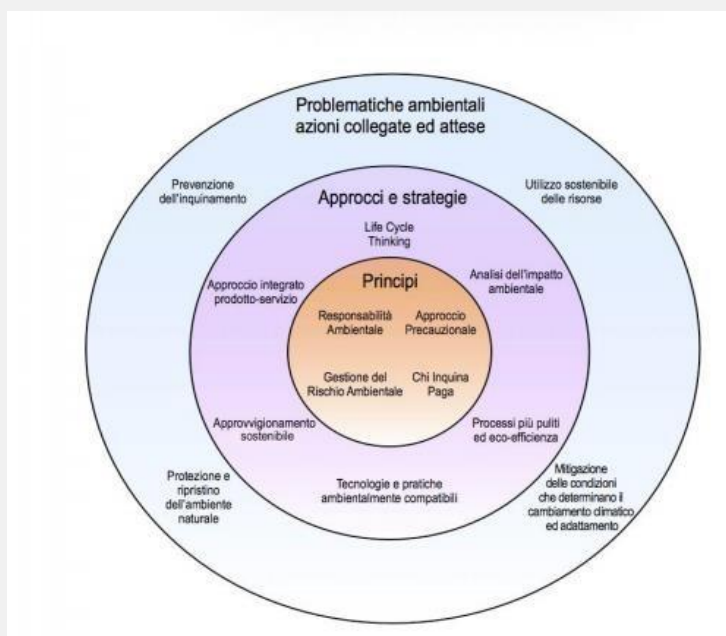 Problematiche ambientali
azioni collegate ed attese
Prevenzione
dell'inquinamento
Utilizzo sostenibile
delle risorse
Approcci e strategie
Life Cycle
Thinking
Approccio integrato
prodotto-servizio
Analisi dell'impatto
ambientale
Principi
Responsabilità
Ambientale
Approccio
Precauzionale
Gestione del
Rischio Ambientale
Chi Inquina
Paga
Approvvigionamento
sostenibile
Processi più puliti
ed eco-efficienza
Tecnologie e pratiche
ambientalmente compatibili
Protezione e
ripristino
dell'ambiente
naturale
Mitigazione
delle condizioni
che determinano il
cambiamento climatico
ed adattamento